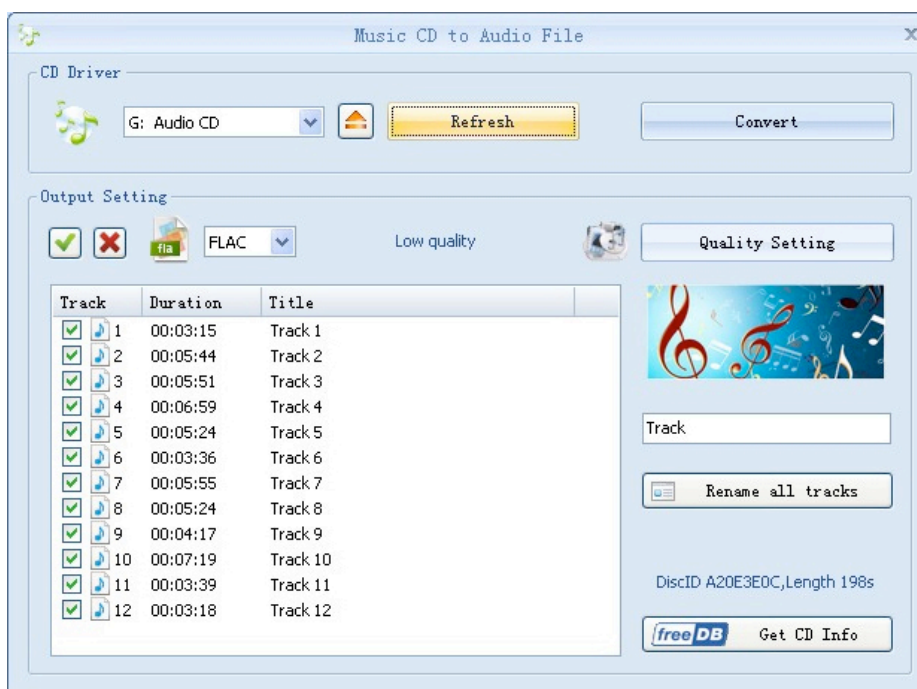 Music CD to Audio File
CD Driver
G: Audio CD
Refresh
Convert
Output Setting
fla
FLAC
Low quality
Quality Setting
Track Duration Title
1 00:03:15 Track 1
2 00:05:44 Track 2
3 00:05:51 Track 3
4 00:06:59 Track 4
5 00:05:24 Track 5
6 00:03:36 Track 6
7 00:05:55 Track 7
8 00:05:24 Track 8
9 00:04:17 Track 9
10 00:07:19 Track 10
11 00:03:39 Track 11
12 00:03:18 Track 12
Track
Rename all tracks
DiscID A20E3E0C,Length 198s
free DB Get CD Info